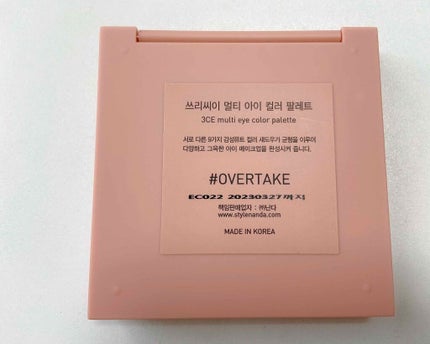 쓰리씨이 멀티 아이 컬러 팔레트
3CE multi eye color palette
서로 다른 9가지 감성뮤트 컬러 섀도우가 균형을 이루어
다양하고 그윽한 아이 메이크업을 완성시켜 줍니다.
#OVERTAKE
EC022 20230327까지
책임판매업자 : ㈜난다
www.stylenanda.com
MADE IN KOREA